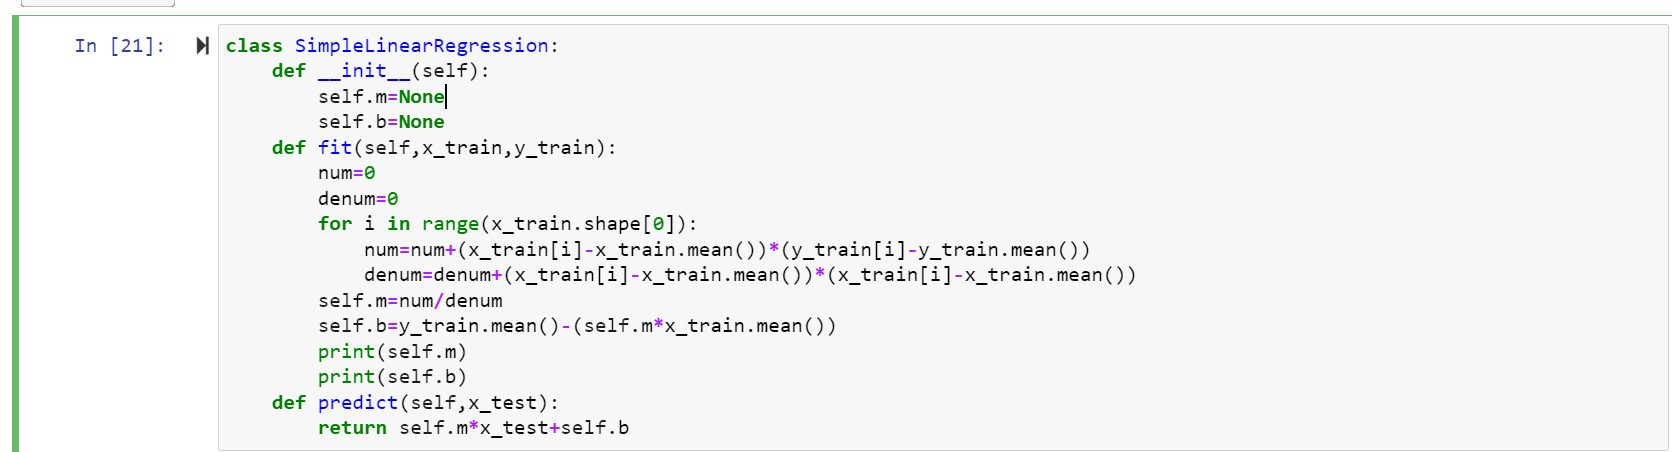 In [21]:
class SimpleLinearRegression:
    def __init__(self):
        self.m=None
        self.b=None
    def fit(self,x_train,y_train):
        num=0
        denum=0
        for i in range(x_train.shape[0]):
            num=num+(x_train[i]-x_train.mean())*(y_train[i]-y_train.mean())
            denum=denum+(x_train[i]-x_train.mean())*(x_train[i]-x_train.mean())
        self.m=num/denum
        self.b=y_train.mean()-(self.m*x_train.mean())
        print(self.m)
        print(self.b)
    def predict(self,x_test):
        return self.m*x_test+self.b